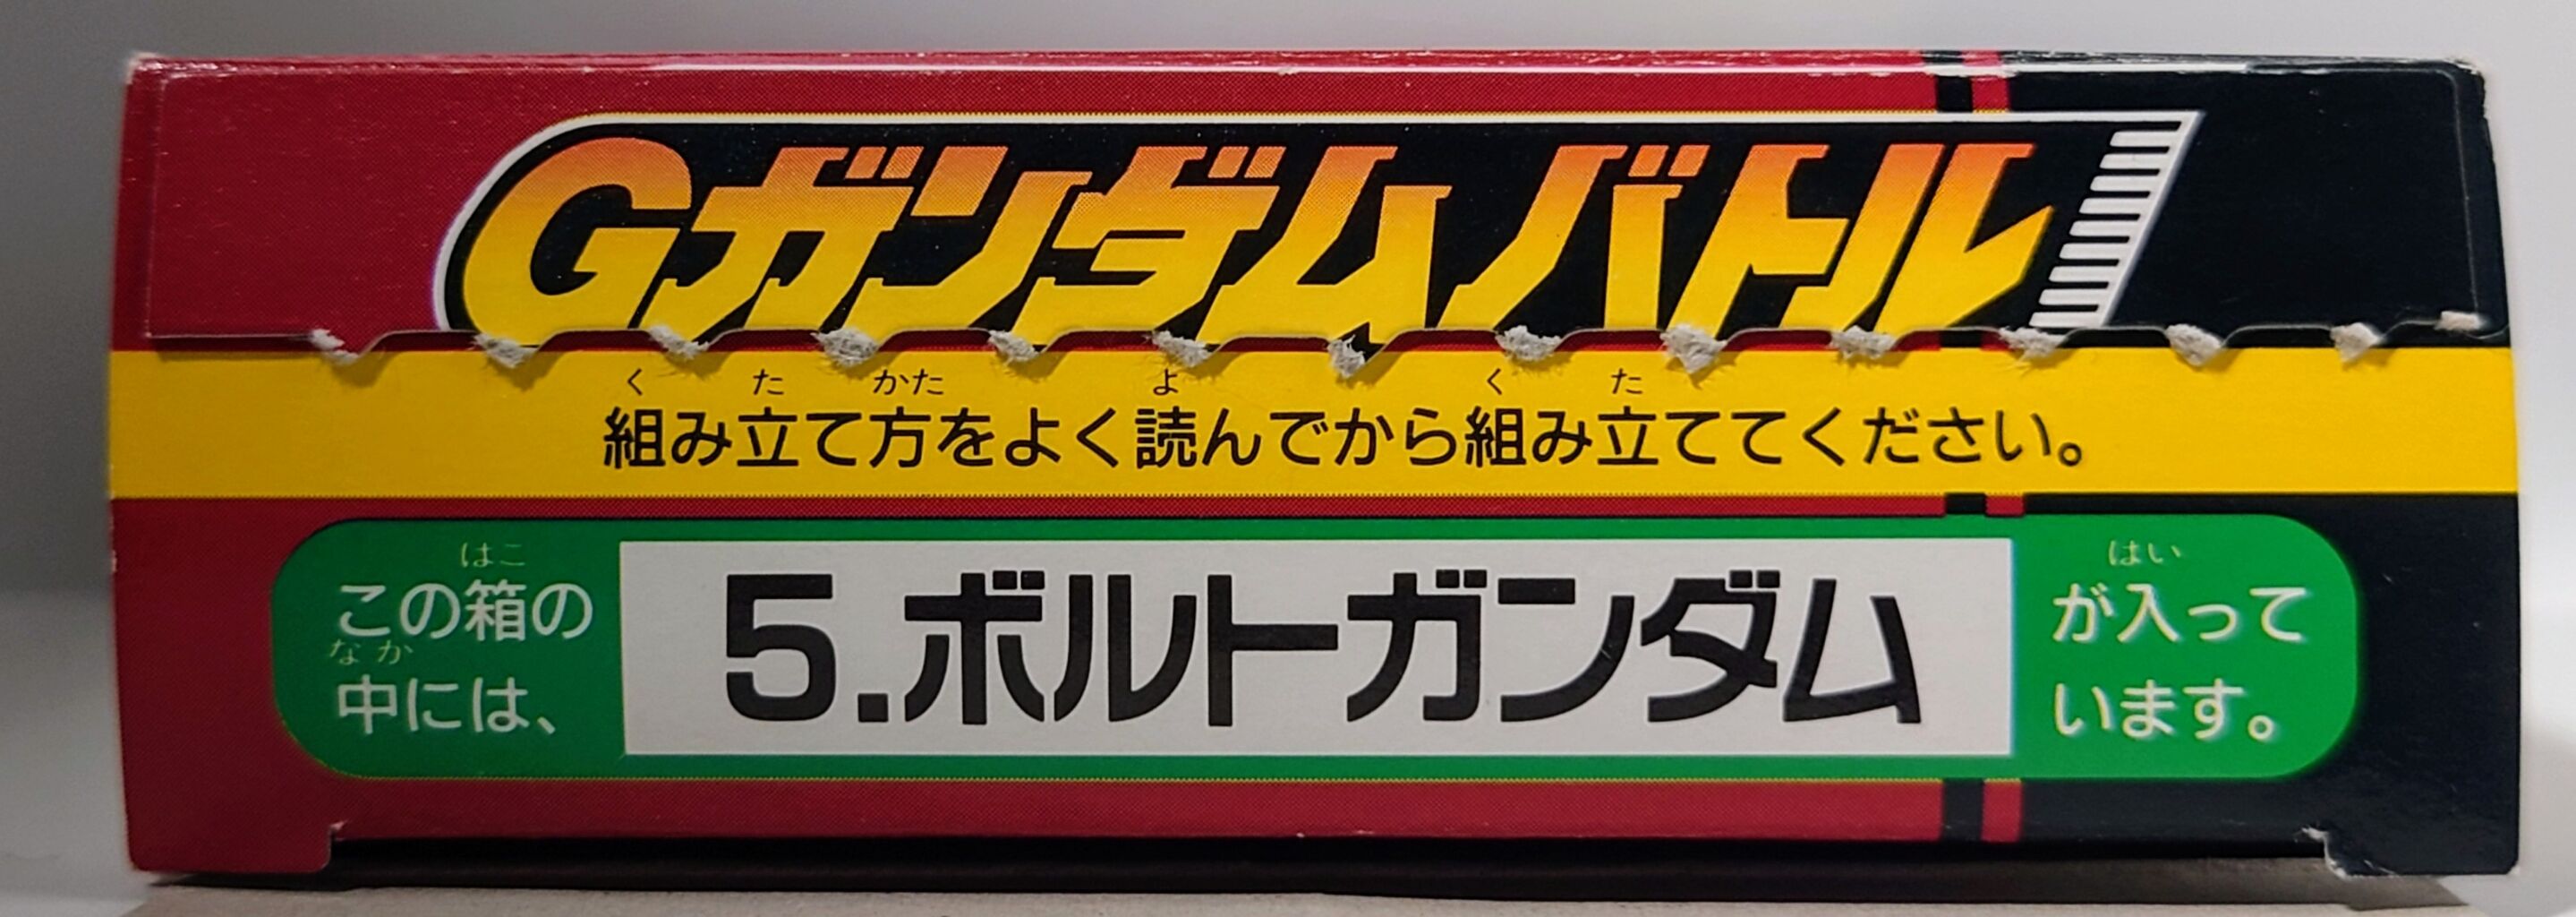 Gガンダムバトル
く た かた よ く た
組み立て方をよく読んでから組み立ててください。
はこ
この箱の
なか
中には、
5.ボルトガンダム
はい
が入って
います。